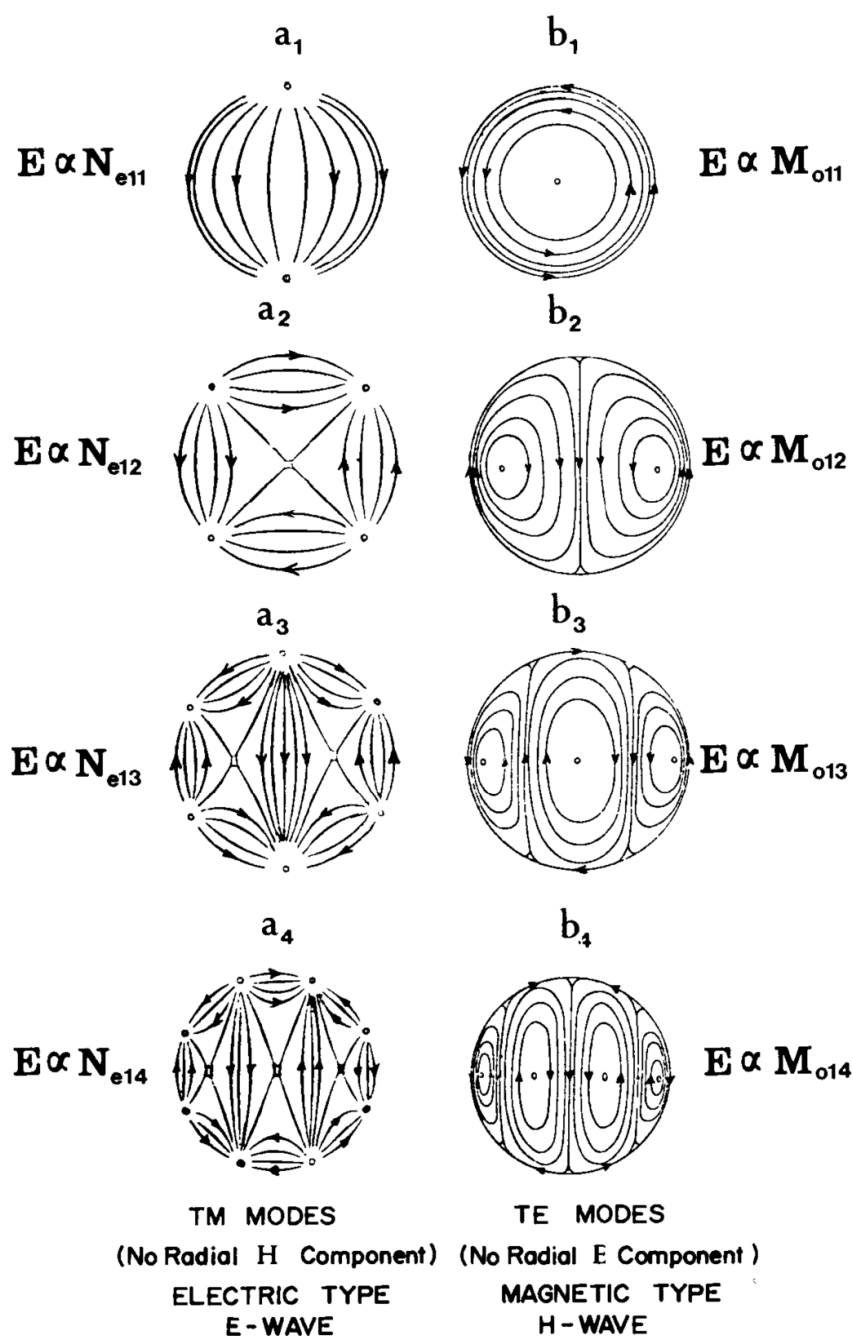 a₁ b₁
E ∝ Nₑ₁₁ E ∝ Mₒ₁₁
a₂ b₂
E ∝ Nₑ₁₂ E ∝ Mₒ₁₂
a₃ b₃
E ∝ Nₑ₁₃ E ∝ Mₒ₁₃
a₄ b₄
E ∝ Nₑ₁₄ E ∝ Mₒ₁₄
TM MODES TE MODES
(No Radial H Component) (No Radial E Component)
ELECTRIC TYPE MAGNETIC TYPE
E-WAVE H-WAVE